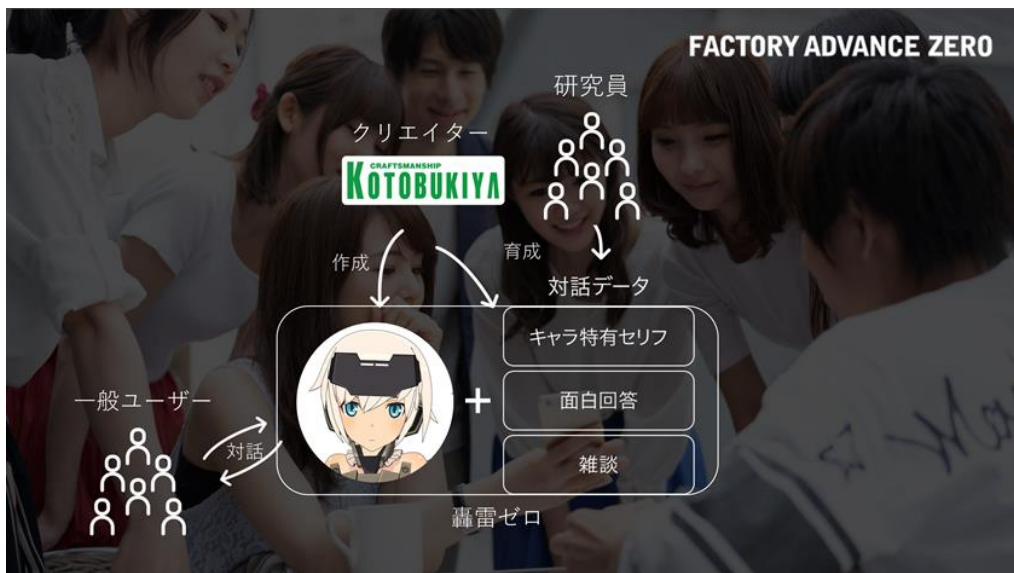 FACTORY ADVANCE ZERO
研究員
クリエイター
CRAFTSMANSHIP
KOTOBUKIYA
作成
育成
対話データ
キャラ特有セリフ
一般ユーザー
+
面白回答
対話
雑談
轟雷ゼロ